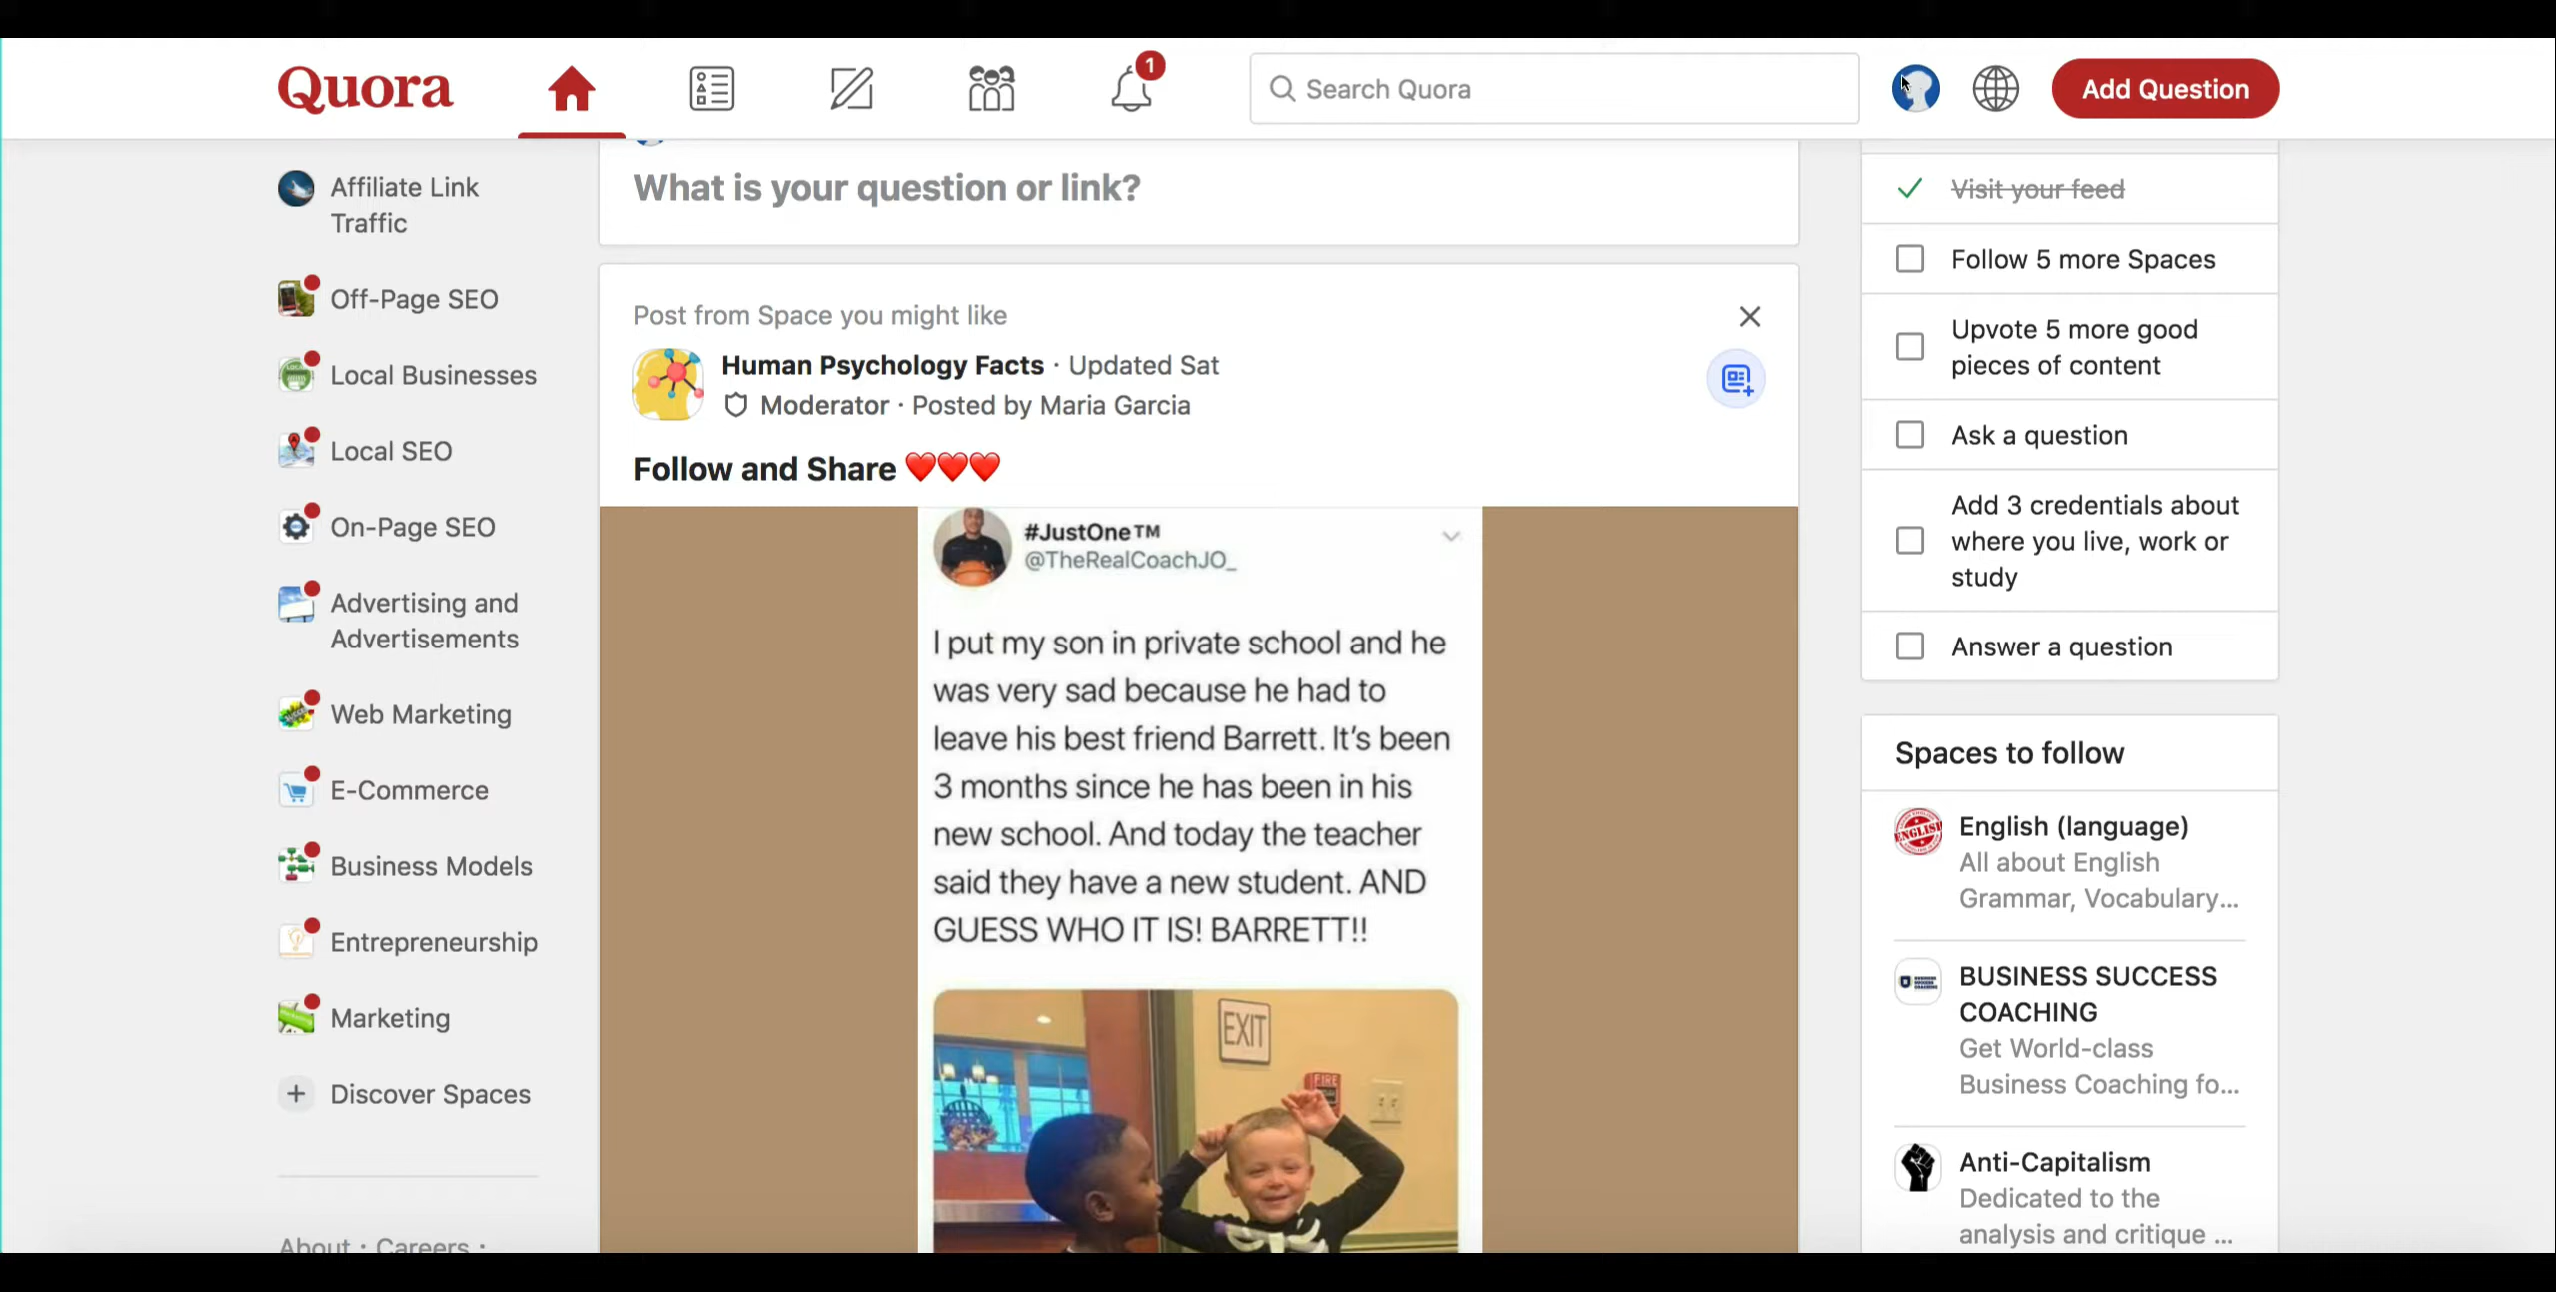 Quora
1
Search Quora
Add Question
Affiliate Link
Traffic
Off-Page SEO
Local Businesses
Local SEO
On-Page SEO
Advertising and
Advertisements
Web Marketing
E-Commerce
Business Models
Entrepreneurship
Marketing
Discover Spaces
About · Careers ·
What is your question or link?
Post from Space you might like
Human Psychology Facts · Updated Sat
Moderator · Posted by Maria Garcia
Follow and Share ❤️❤️❤️
#JustOne™
@TheRealCoachJO_
I put my son in private school and he
was very sad because he had to
leave his best friend Barrett. It's been
3 months since he has been in his
new school. And today the teacher
said they have a new student. AND
GUESS WHO IT IS! BARRETT!!
EXIT
FIRE
Visit your feed
Follow 5 more Spaces
Upvote 5 more good
pieces of content
Ask a question
Add 3 credentials about
where you live, work or
study
Answer a question
Spaces to follow
ENGLISH
English (language)
All about English
Grammar, Vocabulary...
BUSINESS SUCCESS
COACHING
Get World-class
Business Coaching fo...
Anti-Capitalism
Dedicated to the
analysis and critique ...